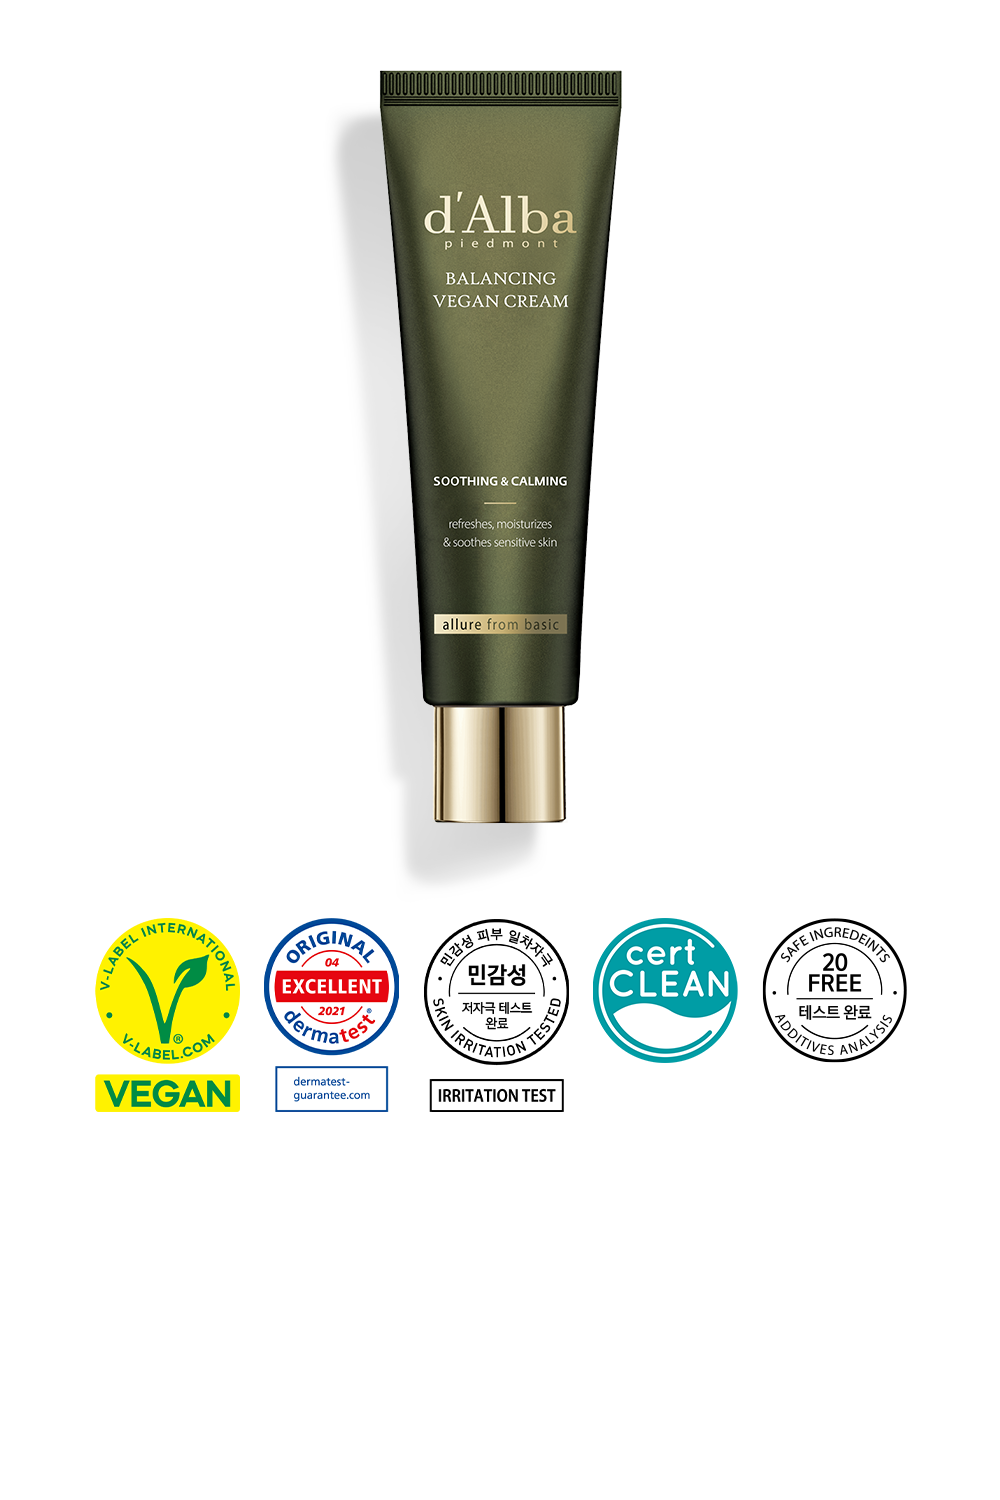 d'Alba
piedmont
BALANCING
VEGAN CREAM
SOOTHING & CALMING
refreshes, moisturizes
& soothes sensitive skin
allure from basic
V-LABEL INTERNATIONAL
®
V-LABEL.COM
VEGAN
ORIGINAL
04
EXCELLENT
2021
dermatest®
dermatest-
guarantee.com
민감성 피부 일차자극
민감성
저자극 테스트
완료
SKIN IRRITATION TESTED
IRRITATION TEST
cert
CLEAN
SAFE INGREDEINTS
20
FREE
테스트 완료
ADDITIVES ANALYSIS